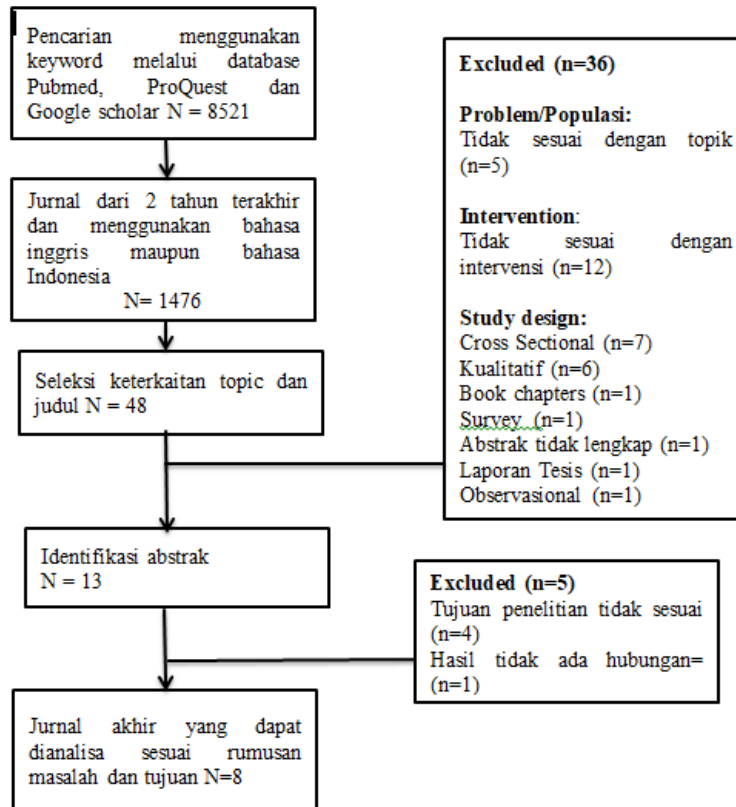 Pencarian menggunakan
keyword melalui database
Pubmed, ProQuest dan
Google scholar N = 8521
Jurnal dari 2 tahun terakhir
dan menggunakan bahasa
inggris maupun bahasa
Indonesia
N= 1476
Seleksi keterkaitan topic dan
judul N = 48
Excluded (n=36)
Problem/Populasi:
Tidak sesuai dengan topik
(n=5)
Intervention:
Tidak sesuai dengan
intervensi (n=12)
Study design:
Cross Sectional (n=7)
Kualitatif (n=6)
Book chapters (n=1)
Survey (n=1)
Abstrak tidak lengkap (n=1)
Laporan Tesis (n=1)
Observasional (n=1)
Identifikasi abstrak
N = 13
Excluded (n=5)
Tujuan penelitian tidak sesuai
(n=4)
Hasil tidak ada hubungan=
(n=1)
Jurnal akhir yang dapat
dianalisa sesuai rumusan
masalah dan tujuan N=8